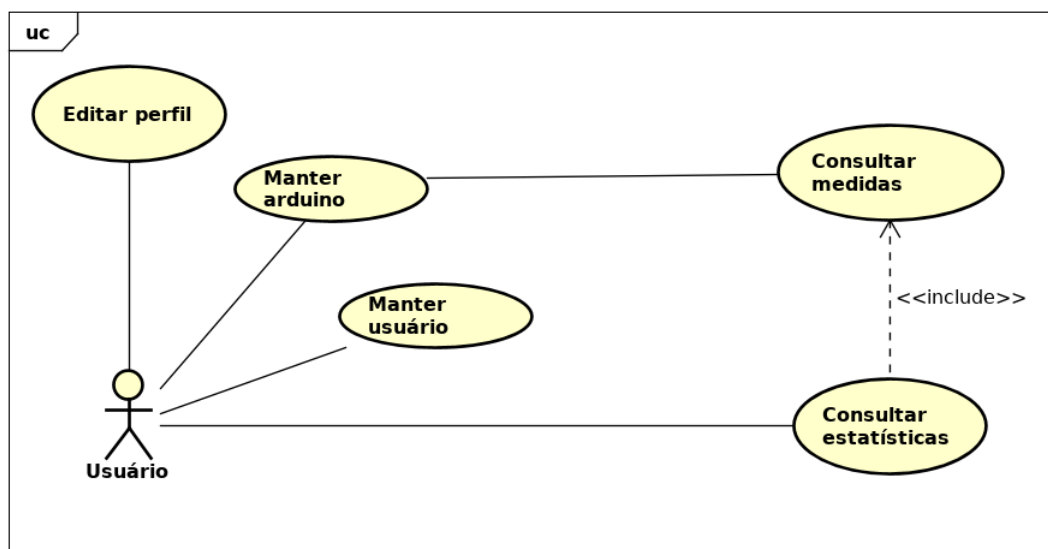 uc
Editar perfil
Manter
arduino
Consultar
medidas
Manter
usuário
<<include>>
Consultar
estatísticas
Usuário